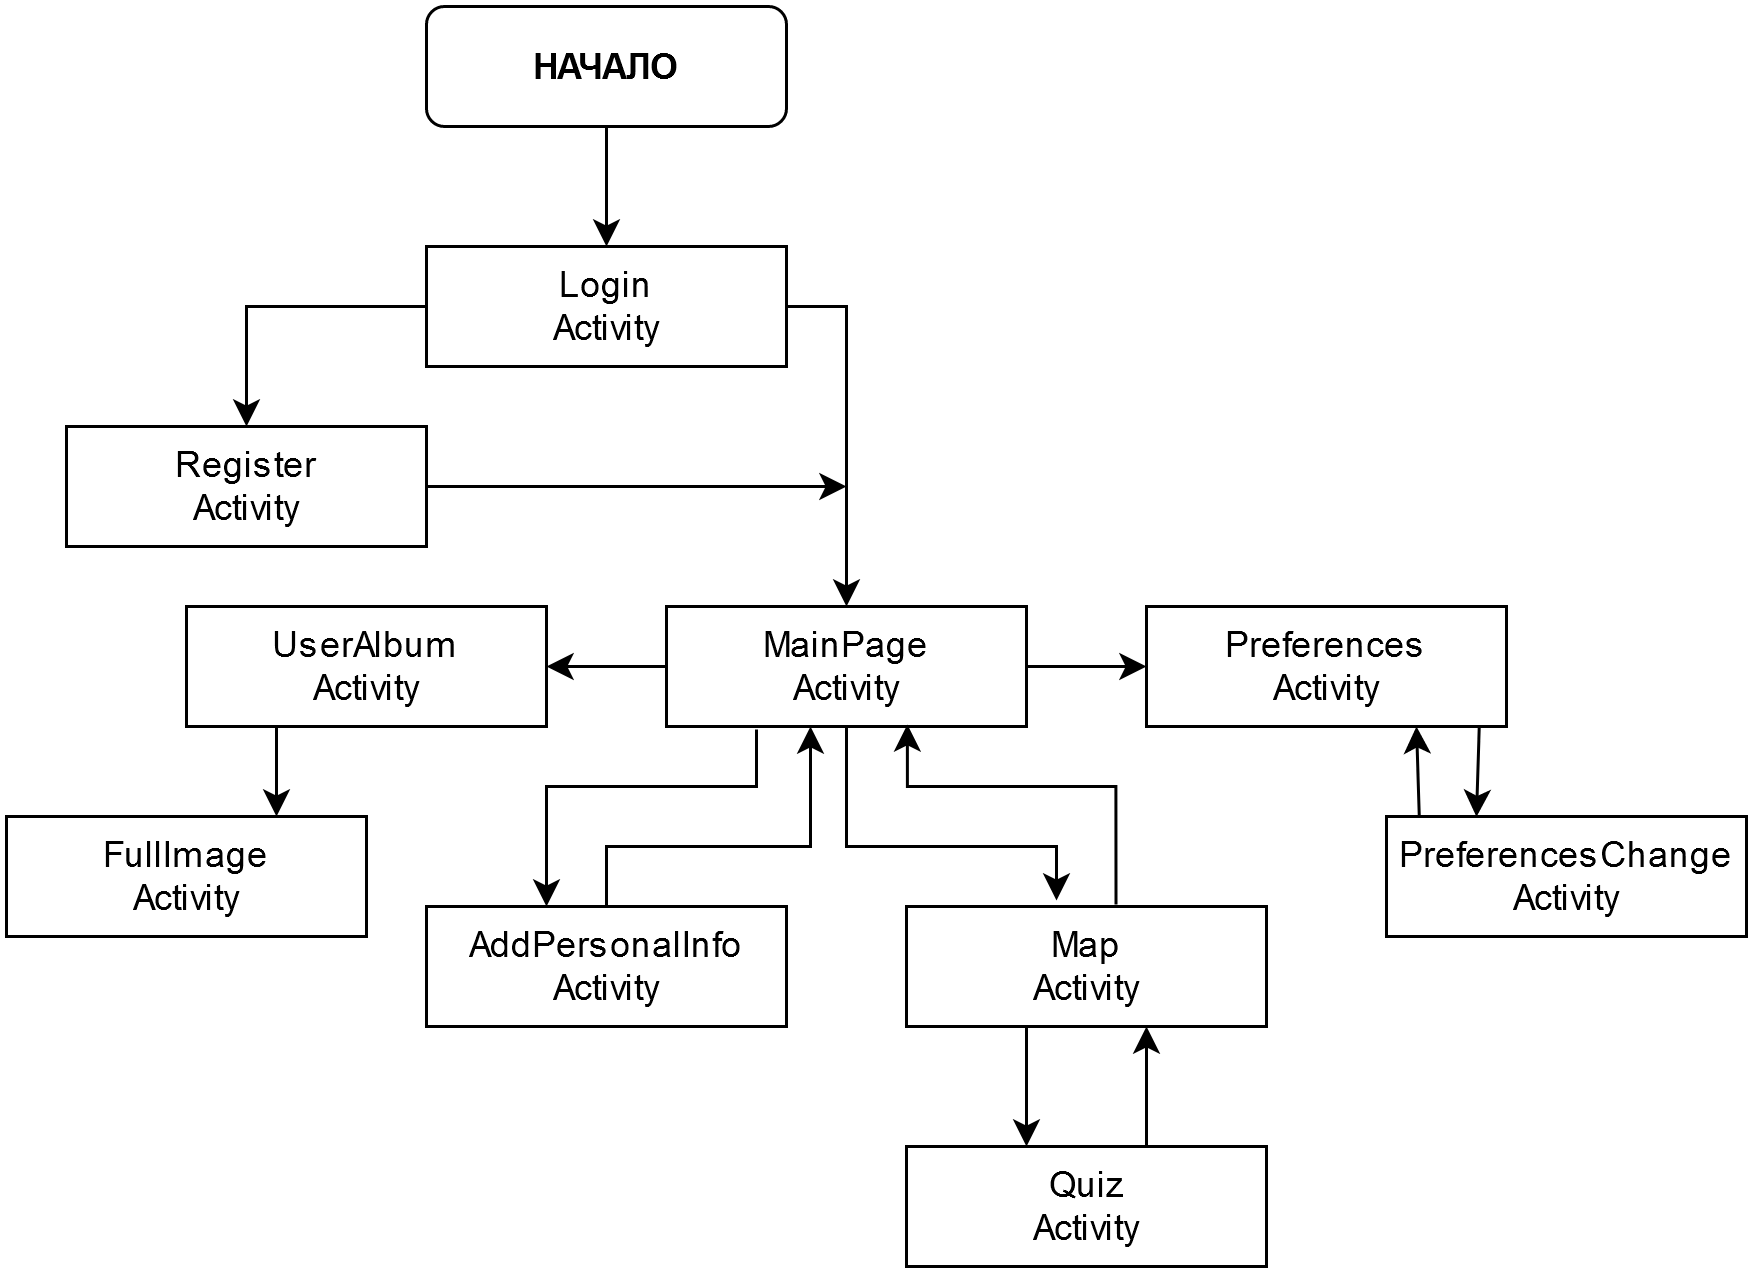 НАЧАЛО
Login
Activity
Register
Activity
UserAlbum
Activity
MainPage
Activity
Preferences
Activity
FullImage
Activity
PreferencesChange
Activity
AddPersonalInfo
Activity
Map
Activity
Quiz
Activity